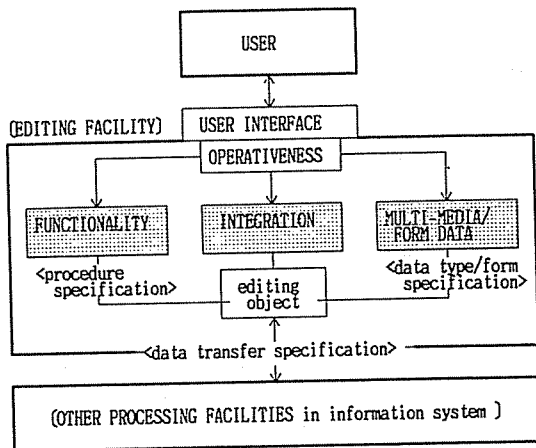 USER
(EDITING FACILITY)
USER INTERFACE
OPERATIVENESS
FUNCTIONALITY
INTEGRATION
MULTI-MEDIA/
FORM DATA
<procedure
specification>
editing
object
<data type/form
specification>
<data transfer specification>
(OTHER PROCESSING FACILITIES in information system )